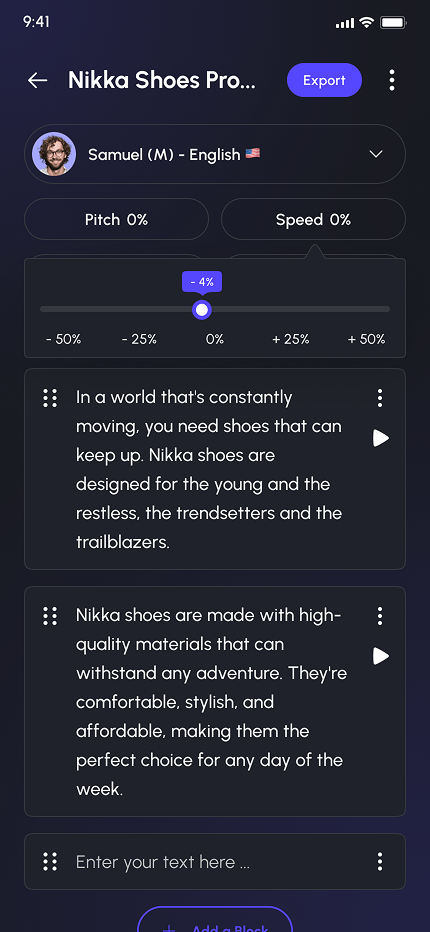 9:41
Nikka Shoes Pro...
Export
Samuel (M) - English
Pitch 0%
Speed 0%
- 4%
- 50%
- 25%
0%
+ 25%
+ 50%
In a world that's constantly
moving, you need shoes that can
keep up. Nikka shoes are
designed for the young and the
restless, the trendsetters and the
trailblazers.
Nikka shoes are made with high-
quality materials that can
withstand any adventure. They're
comfortable, stylish, and
affordable, making them the
perfect choice for any day of the
week.
Enter your text here ...
+ Add a Block